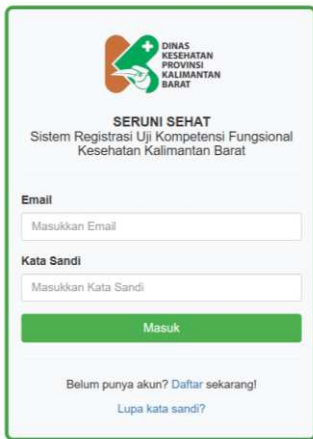 DINAS
KESEHATAN
PROVINSI
KALIMANTAN
BARAT
SERUNI SEHAT
Sistem Registrasi Uji Kompetensi Fungsional
Kesehatan Kalimantan Barat
Email
Masukkan Email
Kata Sandi
Masukkan Kata Sandi
Masuk
Belum punya akun? Daftar sekarang!
Lupa kata sandi?